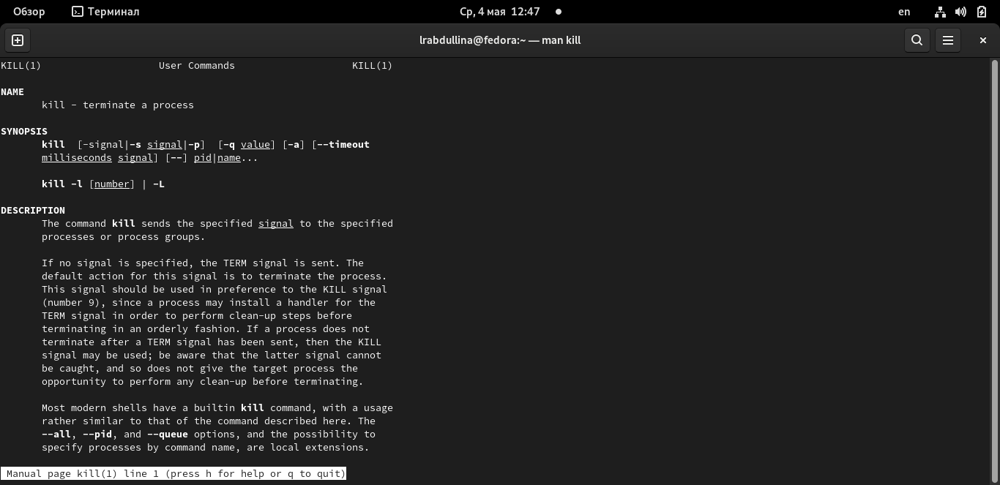 Обзор Терминал Ср, 4 мая 12:47 en
lrabdullina@fedora:~ — man kill
KILL(1) User Commands KILL(1)
NAME
kill - terminate a process
SYNOPSIS
kill [-signal|-s signal|-p] [-q value] [-a] [--timeout
milliseconds signal] [--] pid|name...
kill -l [number] | -L
DESCRIPTION
The command kill sends the specified signal to the specified
processes or process groups.
If no signal is specified, the TERM signal is sent. The
default action for this signal is to terminate the process.
This signal should be used in preference to the KILL signal
(number 9), since a process may install a handler for the
TERM signal in order to perform clean-up steps before
terminating in an orderly fashion. If a process does not
terminate after a TERM signal has been sent, then the KILL
signal may be used; be aware that the latter signal cannot
be caught, and so does not give the target process the
opportunity to perform any clean-up before terminating.
Most modern shells have a builtin kill command, with a usage
rather similar to that of the command described here. The
--all, --pid, and --queue options, and the possibility to
specify processes by command name, are local extensions.
Manual page kill(1) line 1 (press h for help or q to quit)